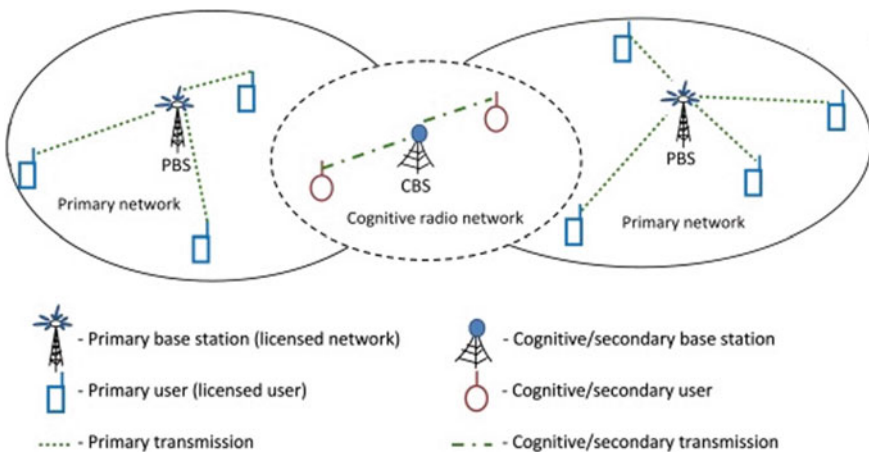 PBS
Primary network
CBS
Cognitive radio network
PBS
Primary network
- Primary base station (licensed network)
- Cognitive/secondary base station
- Primary user (licensed user)
- Cognitive/secondary user
- Primary transmission
- Cognitive/secondary transmission